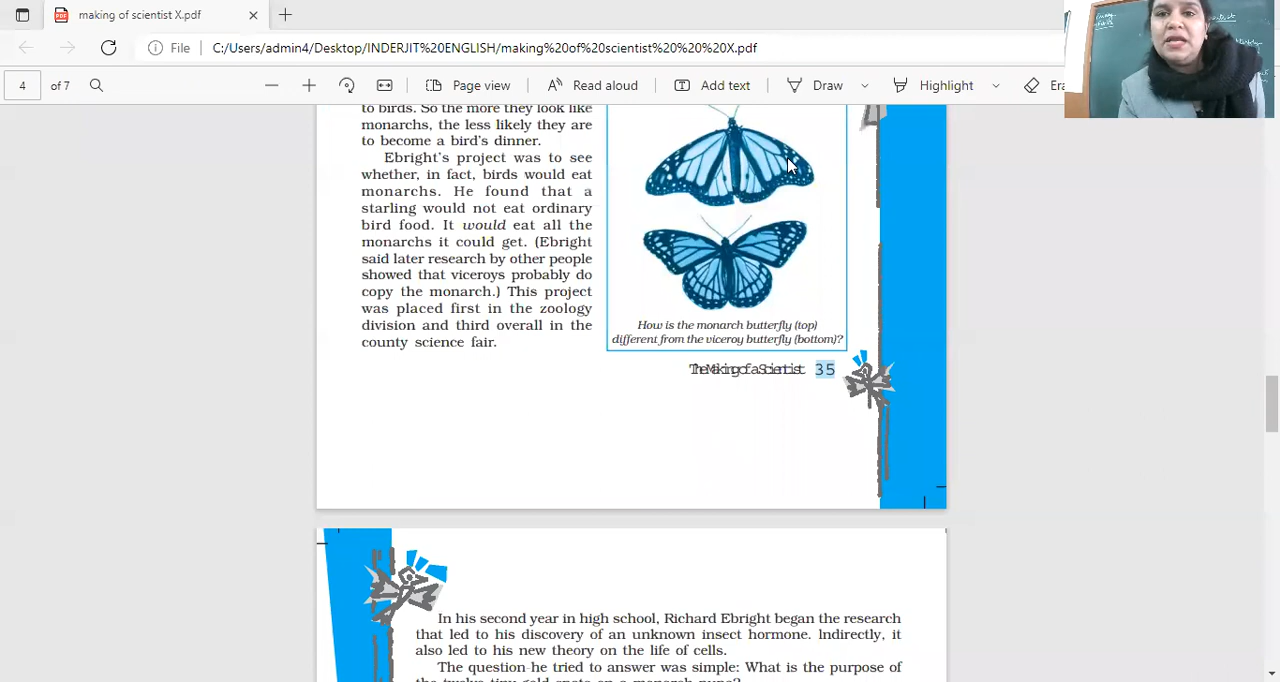 making of scientist X.pdf
File
C:/Users/admin4/Desktop/INDERJIT%20ENGLISH/making%20of%20scientist%20%20%20X.pdf
4 of 7
Page view
Read aloud
Add text
Draw
Highlight
to birds. So the more they look like
monarchs, the less likely they are
to become a bird's dinner.
Ebright's project was to see
whether, in fact, birds would eat
monarchs. He found that a
starling would not eat ordinary
bird food. It would eat all the
monarchs it could get. (Ebright
said later research by other people
showed that viceroys probably do
copy the monarch.) This project
was placed first in the zoology
division and third overall in the
county science fair.
How is the monarch butterfly (top)
different from the viceroy butterfly (bottom)?
The Making of a Scientist 35
In his second year in high school, Richard Ebright began the research
that led to his discovery of an unknown insect hormone. Indirectly, it
also led to his new theory on the life of cells.
The question he tried to answer was simple: What is the purpose of
the twelve tiny gold spots on a monarch pupa?